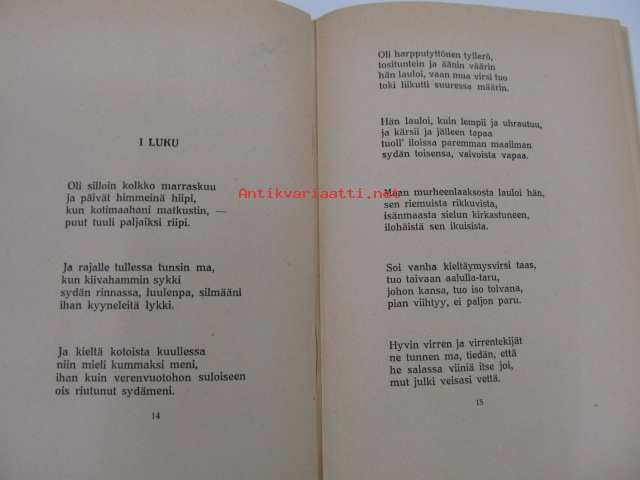 I LUKU
Oli silloin kolkko marraskuu
ja päivät himmeinä hiipi,
kun kotimaahani matkustin, —
puut tuuli paljaiksi riipi.
Ja rajalle tullessa tunsin ma,
kun kiivahammin sykki
sydän rinnassa, luulenpa, silmääni
ihan kyyneleitä lykki.
Ja kieltä kotoista kuullessa
niin mieli kummaksi meni,
ihan kuin verenvuotohon suloiseen
ois riutunut sydämeni.
14
Oli harpputyttönen tyllerö,
tosituntein ja äänin väärin
hän lauloi, vaan mua virsi tuo
toki liikutti suuressa määrin.
Hän lauloi, kuin lempii ja uhrautuu,
ja kärsii ja jälleen tapaa
tuoll' iloissa paremman maailman
sydän toisensa, vaivoista vapaa.
Maan murheenlaaksosta lauloi hän,
sen riemuista rikkuvista,
isänmaasta sielun kirkastuneen,
ilohäistä sen ikuisista.
Soi vanha kieltäymysvirsi taas,
tuo taivaan aalulla-taru,
johon kansa, tuo iso toivana,
pian viihtyy, ei paljon paru.
Hyvin virren ja virrentekijät
ne tunnen ma, tiedän, että
he salassa viiniä itse joi,
mut julki veisasi vettä.
15
Antikvariaatti.net